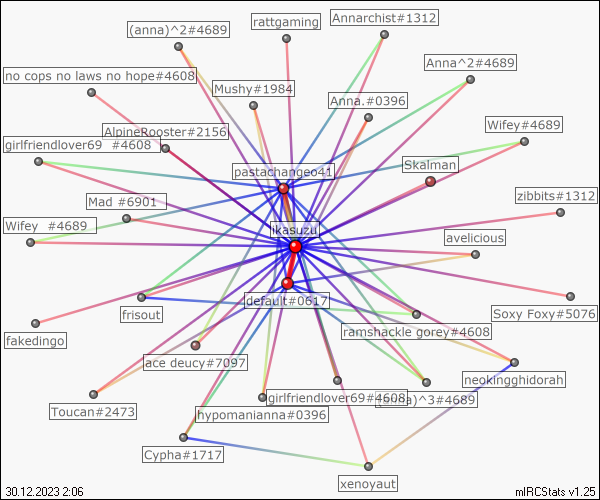 Annarchist#1312
(anna)^2#4689
rattgaming
Anna^2#4689
no cops no laws no hope#4608
Mushy#1984
Anna.#0396
Wifey#4689
AlpineRooster#2156
girlfriendlover69 #4608
pastachangeo41
Skalman
zibbits#1312
Mad #6901
Wifey #4689
ikasuzu
avelicious
default#0617
Soxy Foxy#5076
frisout
ramshackle gorey#4608
fakedingo
ace deucy#7097
neokingghidorah
girlfriendlover69#4608
(anna)^3#4689
Toucan#2473
hypomanianna#0396
Cypha#1717
xenoyaut
30.12.2023 2:06
mIRCStats v1.25